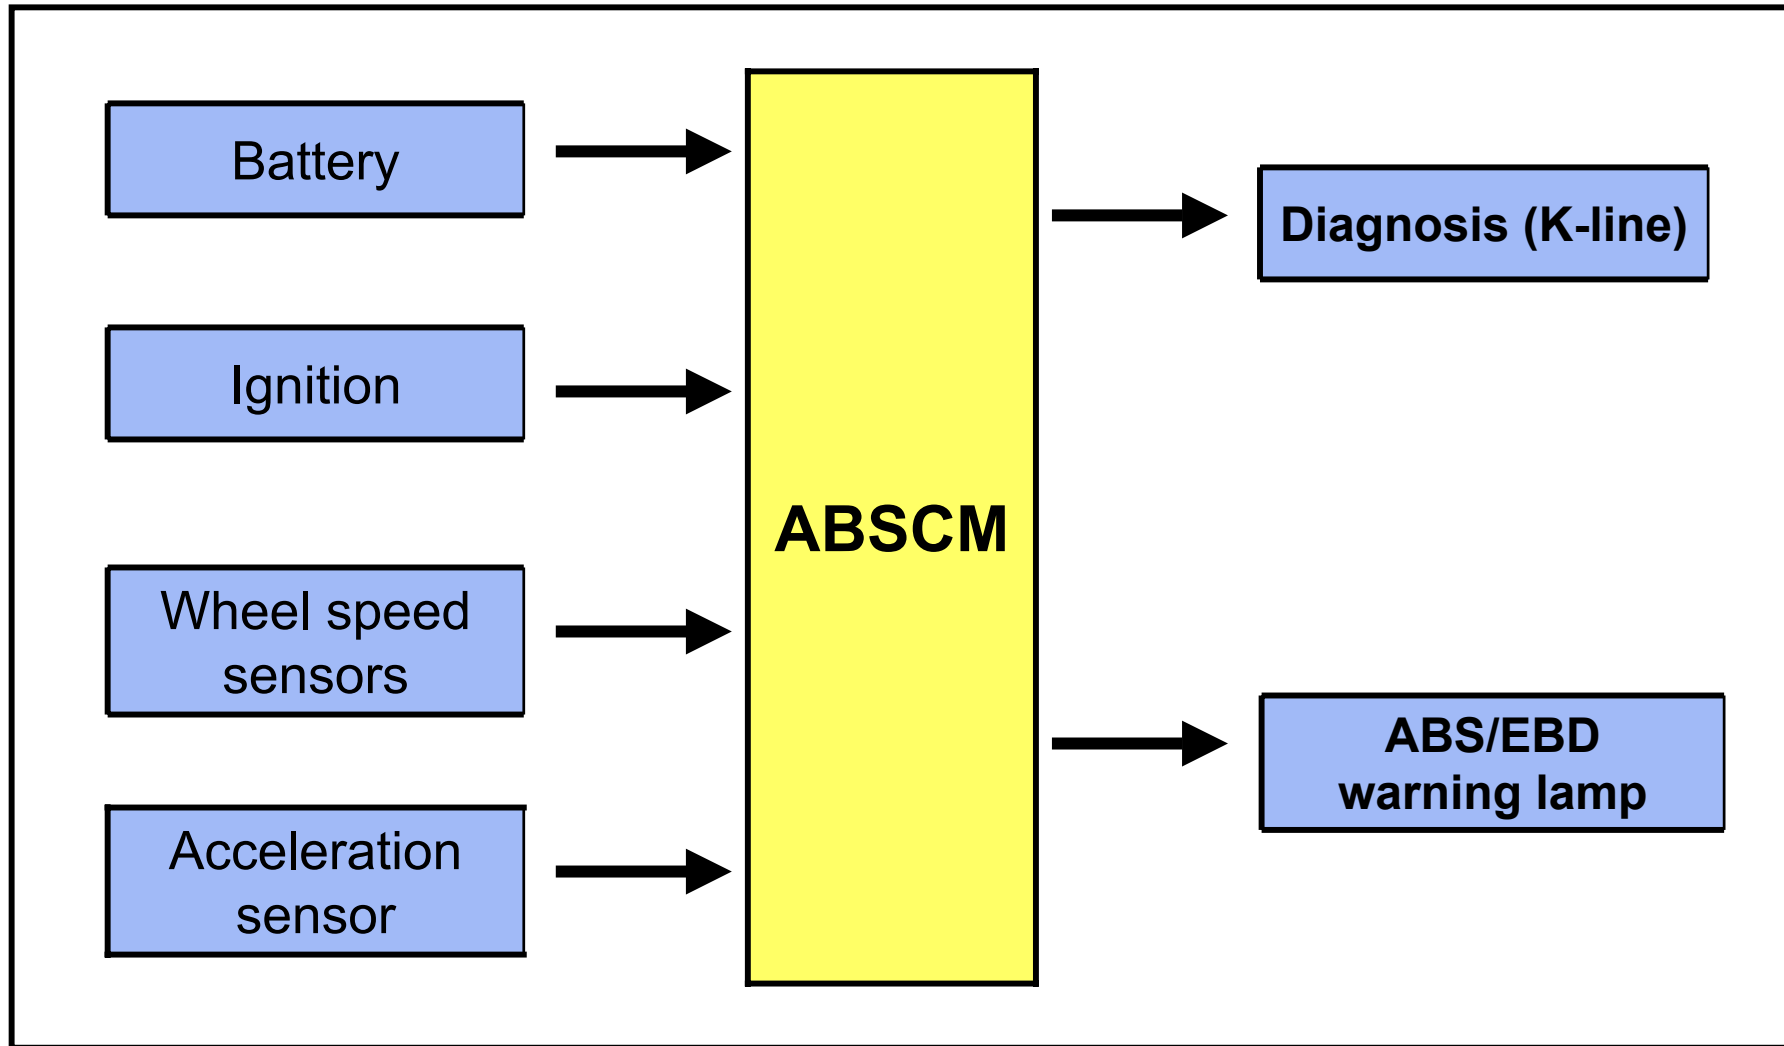 Battery
Ignition
Wheel speed
sensors
Acceleration
sensor
ABSCM
Diagnosis (K-line)
ABS/EBD
warning lamp